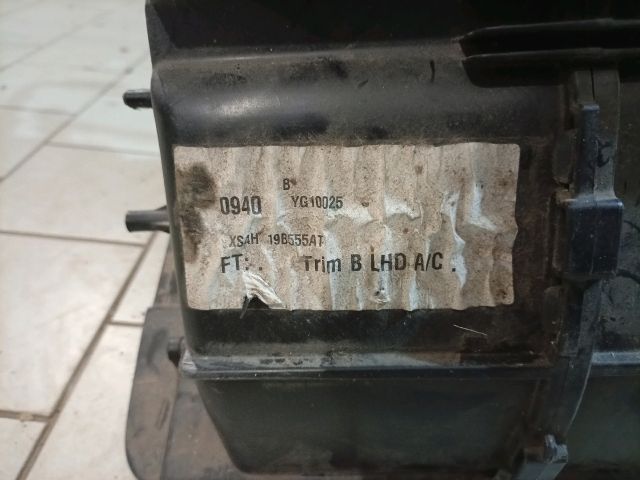 B
0940 YG10025
XS4H 19B555AT
FT: . Trim B LHD A/C .